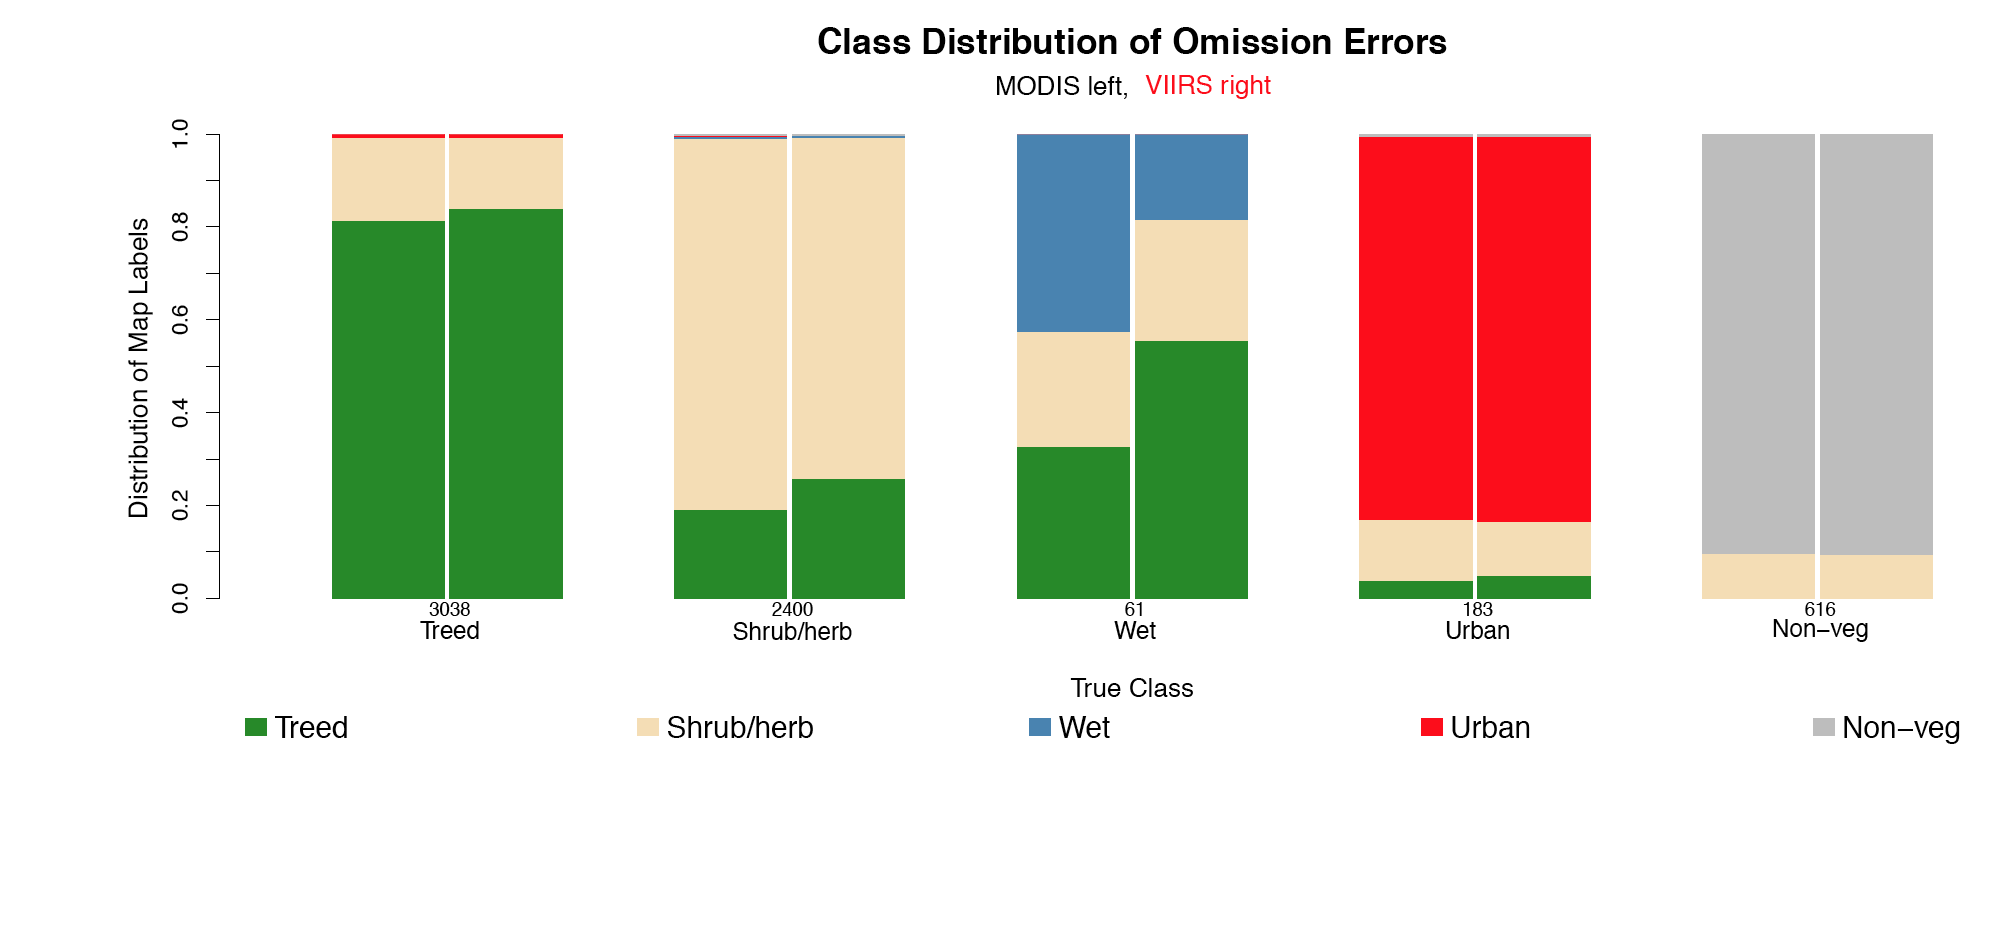 Class Distribution of Omission Errors
MODIS left, VIIRS right
Distribution of Map Labels
1.0
0.8
0.6
0.4
0.2
0.0
3038 2400 61 183 616
Treed Shrub/herb Wet Urban Non−veg
True Class
Treed Shrub/herb Wet Urban Non−veg